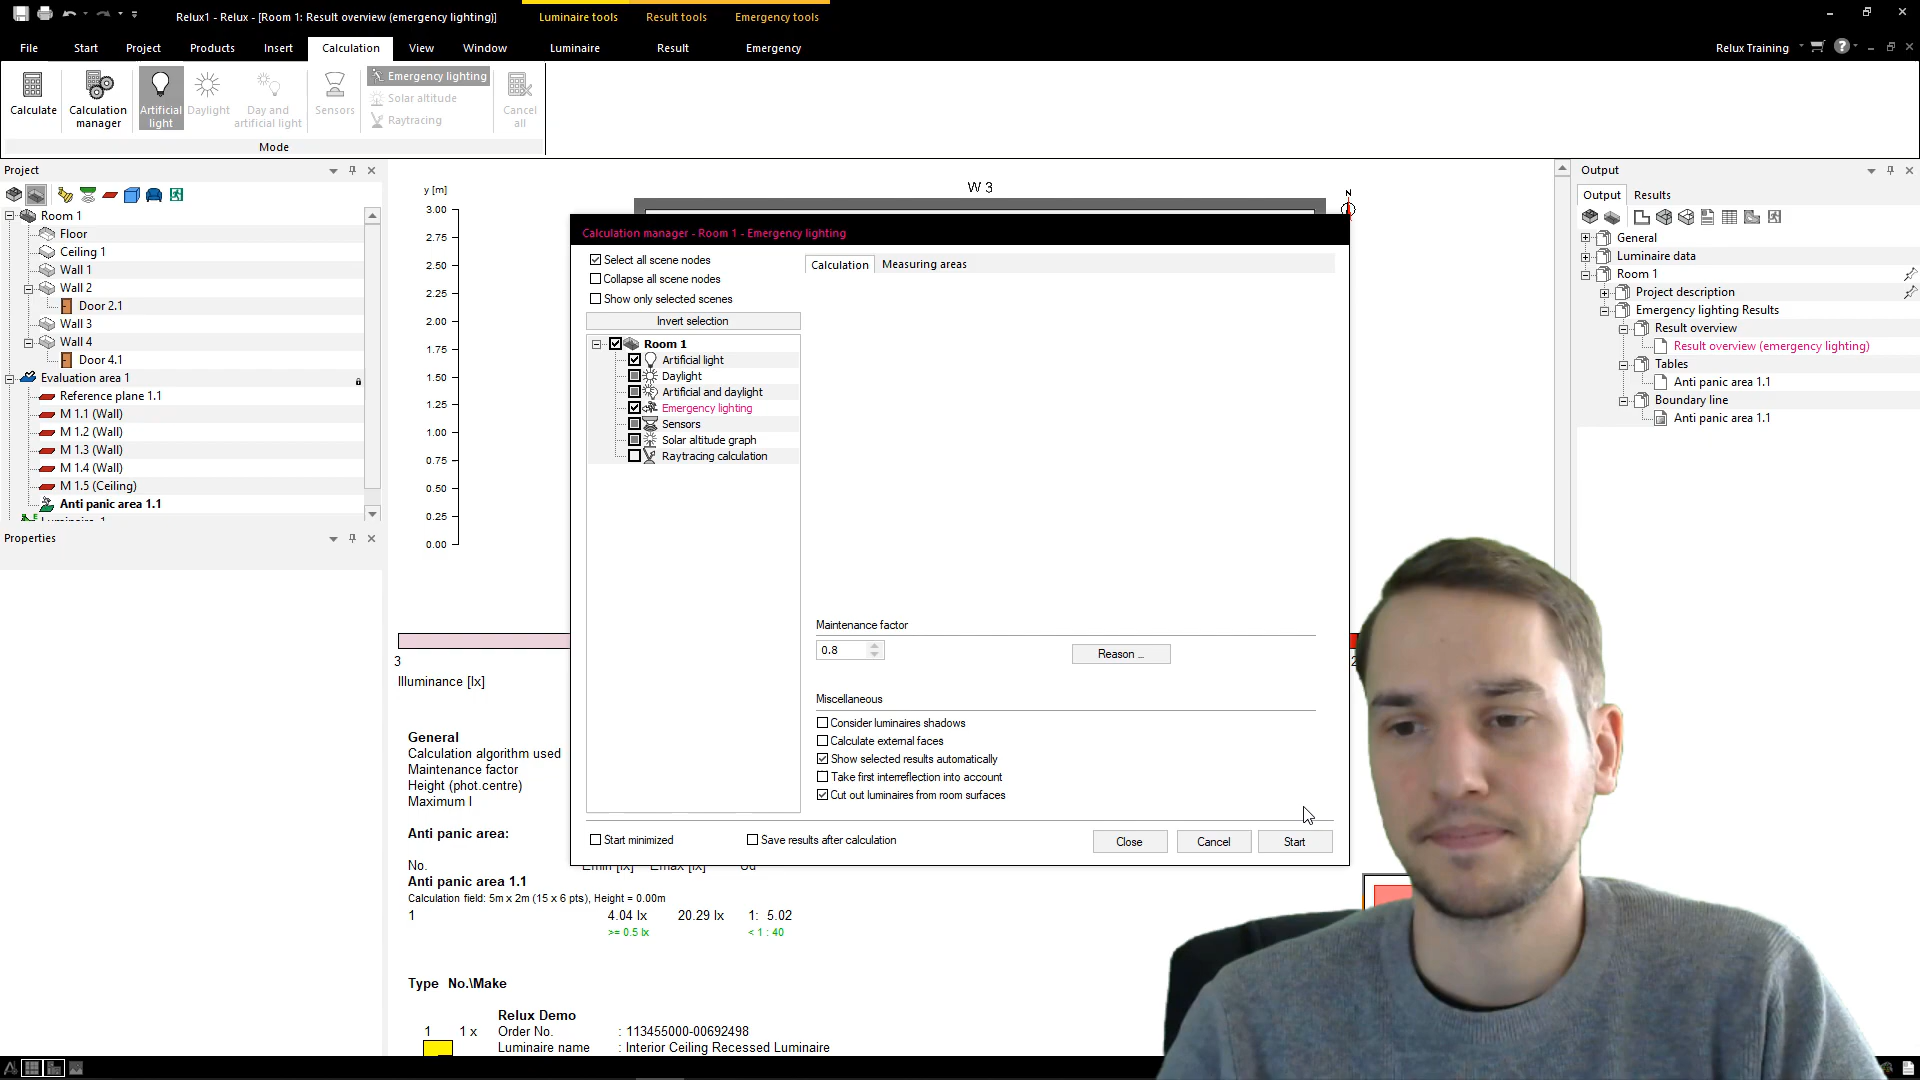 Relux1 - Relux - [Room 1: Result overview (emergency lighting)]
Luminaire tools
Result tools
Emergency tools
File
Start
Project
Products
Insert
Calculation
View
Window
Luminaire
Result
Emergency
Relux Training
Calculate
Calculation
manager
Artificial
light
Daylight
Day and
artificial light
Sensors
Emergency lighting
Solar altitude
Raytracing
Cancel
all
Mode
Project
Room 1
Floor
Ceiling 1
Wall 1
Wall 2
Door 2.1
Wall 3
Wall 4
Door 4.1
Evaluation area 1
Reference plane 1.1
M 1.1 (Wall)
M 1.2 (Wall)
M 1.3 (Wall)
M 1.4 (Wall)
M 1.5 (Ceiling)
Anti panic area 1.1
Properties
y [m]
3.00
2.75
2.50
2.25
2.00
1.75
1.50
1.25
1.00
0.75
0.50
0.25
0.00
W 3
N
3
Illuminance [lx]
General
Calculation algorithm used
Maintenance factor
Height (phot.centre)
Maximum I
Anti panic area:
No.
Emin [lx]
Emax [lx]
Ud
Anti panic area 1.1
Calculation field: 5m x 2m (15 x 6 pts), Height = 0.00m
1
4.04 lx
20.29 lx
1: 5.02
>= 0.5 lx
< 1 : 40
Type No.\Make
Relux Demo
1
1 x
Order No.
: 113455000-00692498
Luminaire name
: Interior Ceiling Recessed Luminaire
Calculation manager - Room 1 - Emergency lighting
Select all scene nodes
Collapse all scene nodes
Show only selected scenes
Invert selection
Room 1
Artificial light
Daylight
Artificial and daylight
Emergency lighting
Sensors
Solar altitude graph
Raytracing calculation
Calculation
Measuring areas
Maintenance factor
0.8
Reason ...
Miscellaneous
Consider luminaires shadows
Calculate external faces
Show selected results automatically
Take first interreflection into account
Cut out luminaires from room surfaces
Start minimized
Save results after calculation
Close
Cancel
Start
Output
Output
Results
General
Luminaire data
Room 1
Project description
Emergency lighting Results
Result overview
Result overview (emergency lighting)
Tables
Anti panic area 1.1
Boundary line
Anti panic area 1.1